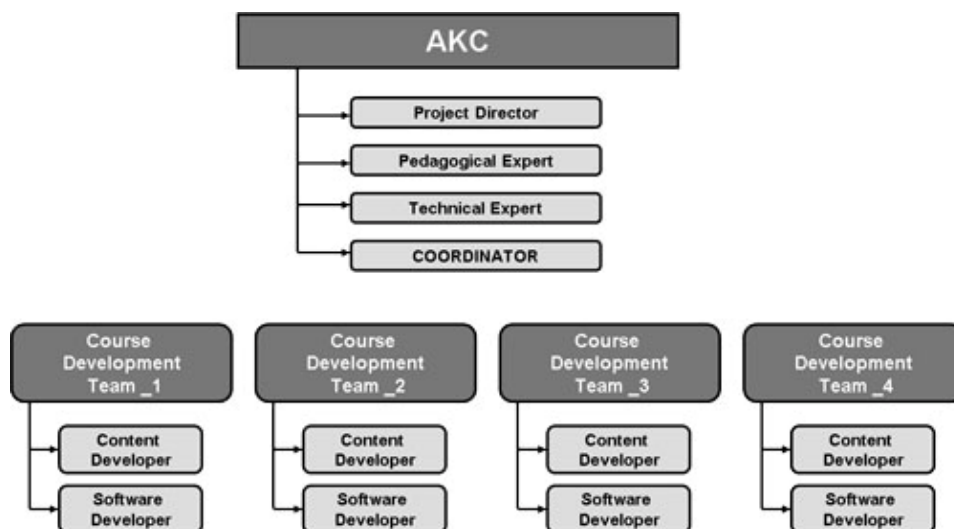 AKC
Project Director
Pedagogical Expert
Technical Expert
COORDINATOR
Course
Development
Team _1
Course
Development
Team _2
Course
Development
Team _3
Course
Development
Team _4
Content
Developer
Content
Developer
Content
Developer
Content
Developer
Software
Developer
Software
Developer
Software
Developer
Software
Developer